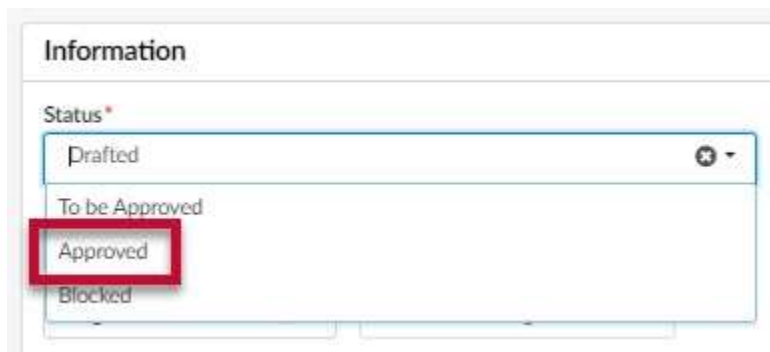 Information
Status*
Drafted
To be Approved
Approved
Blocked